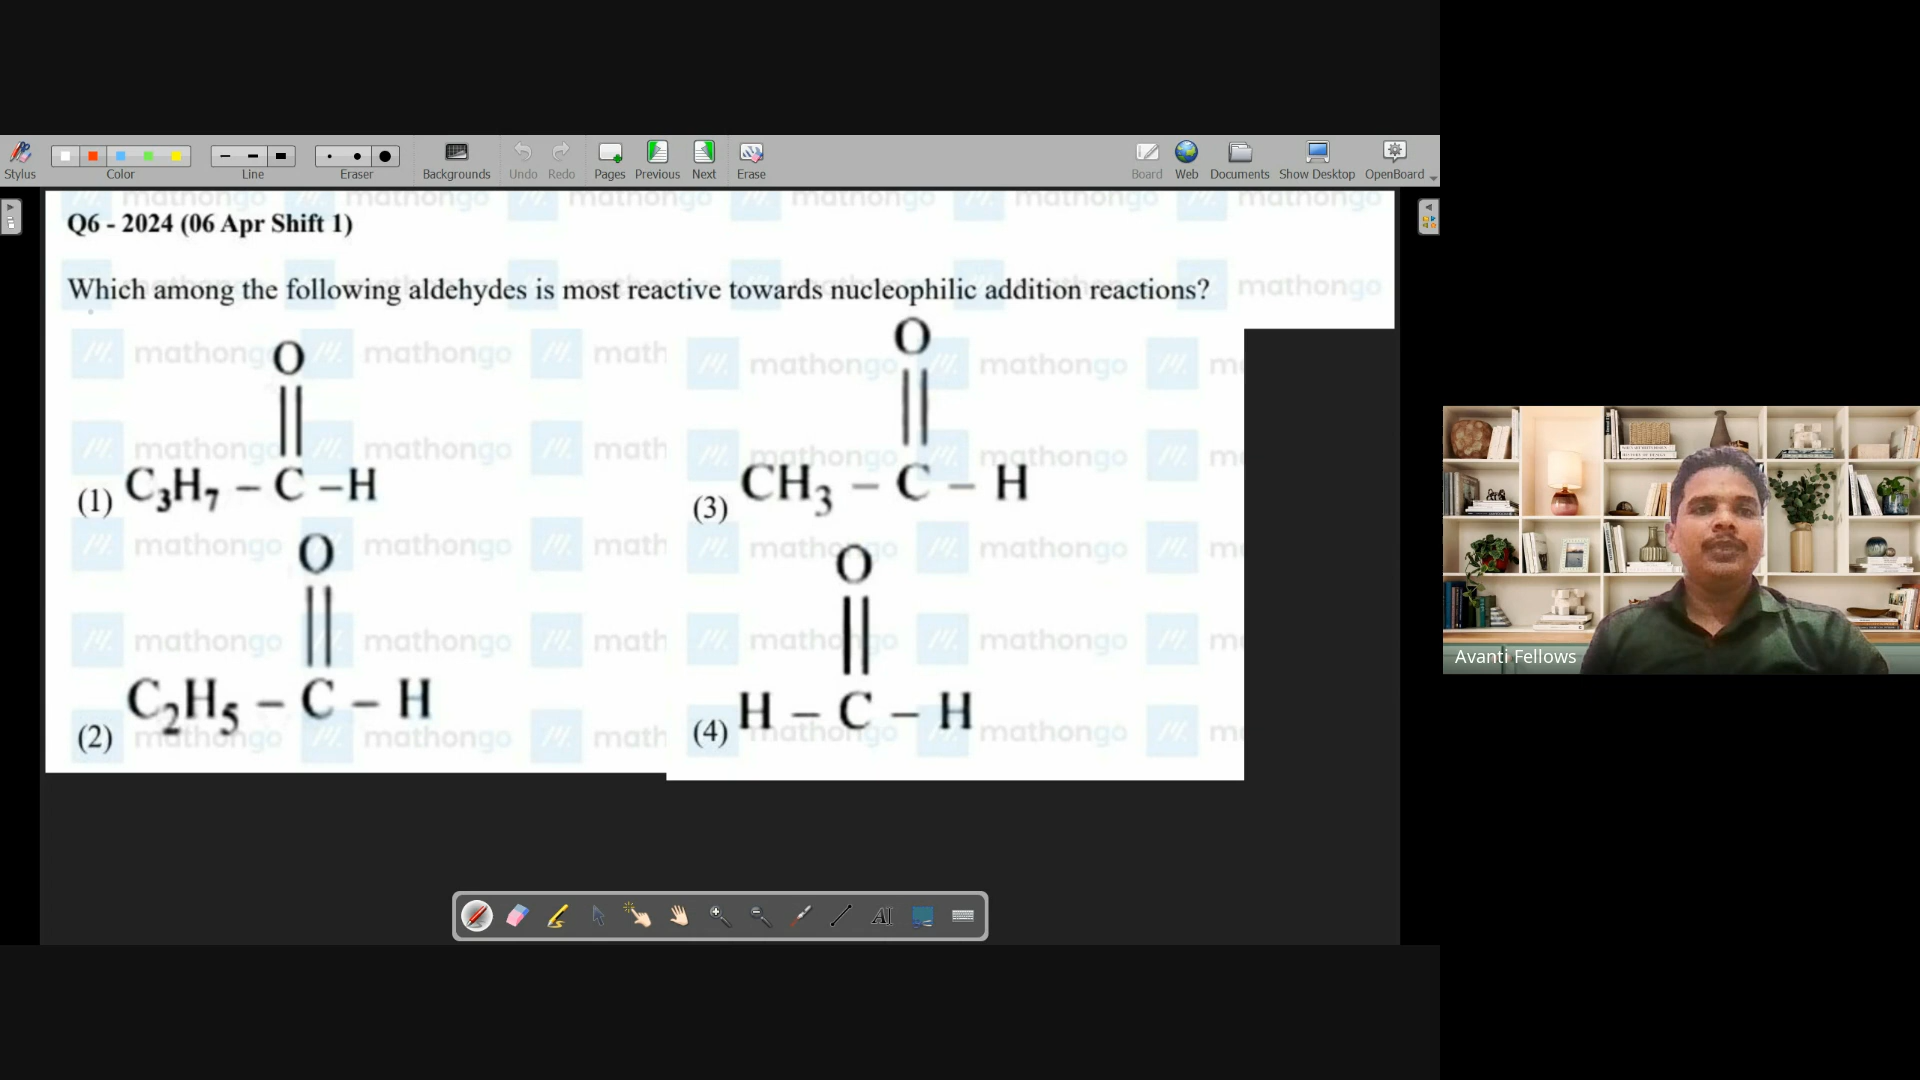 Stylus Color Line Eraser Backgrounds Undo Redo Pages Previous Next Erase Board Web Documents Show Desktop OpenBoard
Q6 - 2024 (06 Apr Shift 1)
Which among the following aldehydes is most reactive towards nucleophilic addition reactions?
O
||
(1) C₃H₇ – C – H
O
||
(2) C₂H₅ – C – H
O
||
(3) CH₃ – C – H
O
||
(4) H – C – H
mathongo
Avanti Fellows